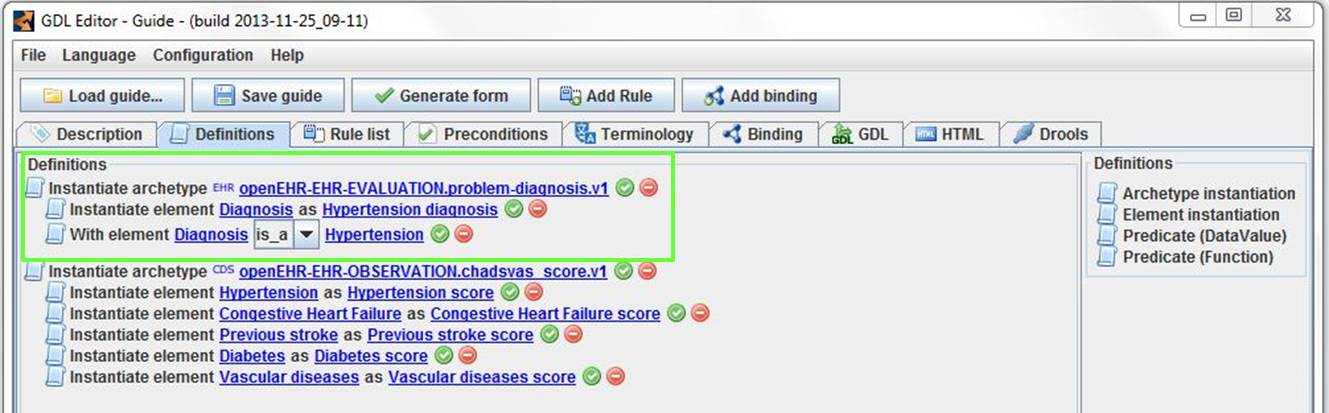 GDL Editor - Guide - (build 2013-11-25_09-11)
File Language Configuration Help
Load guide... Save guide Generate form Add Rule Add binding
Description Definitions Rule list Preconditions Terminology Binding GDL GDL HTML HTML Drools
Definitions
Instantiate archetype EHR openEHR-EHR-EVALUATION.problem-diagnosis.v1
Instantiate element Diagnosis as Hypertension diagnosis
With element Diagnosis is_a Hypertension
Instantiate archetype CDS openEHR-EHR-OBSERVATION.chadsvas_score.v1
Instantiate element Hypertension as Hypertension score
Instantiate element Congestive Heart Failure as Congestive Heart Failure score
Instantiate element Previous stroke as Previous stroke score
Instantiate element Diabetes as Diabetes score
Instantiate element Vascular diseases as Vascular diseases score
Definitions
Archetype instantiation
Element instantiation
Predicate (DataValue)
Predicate (Function)